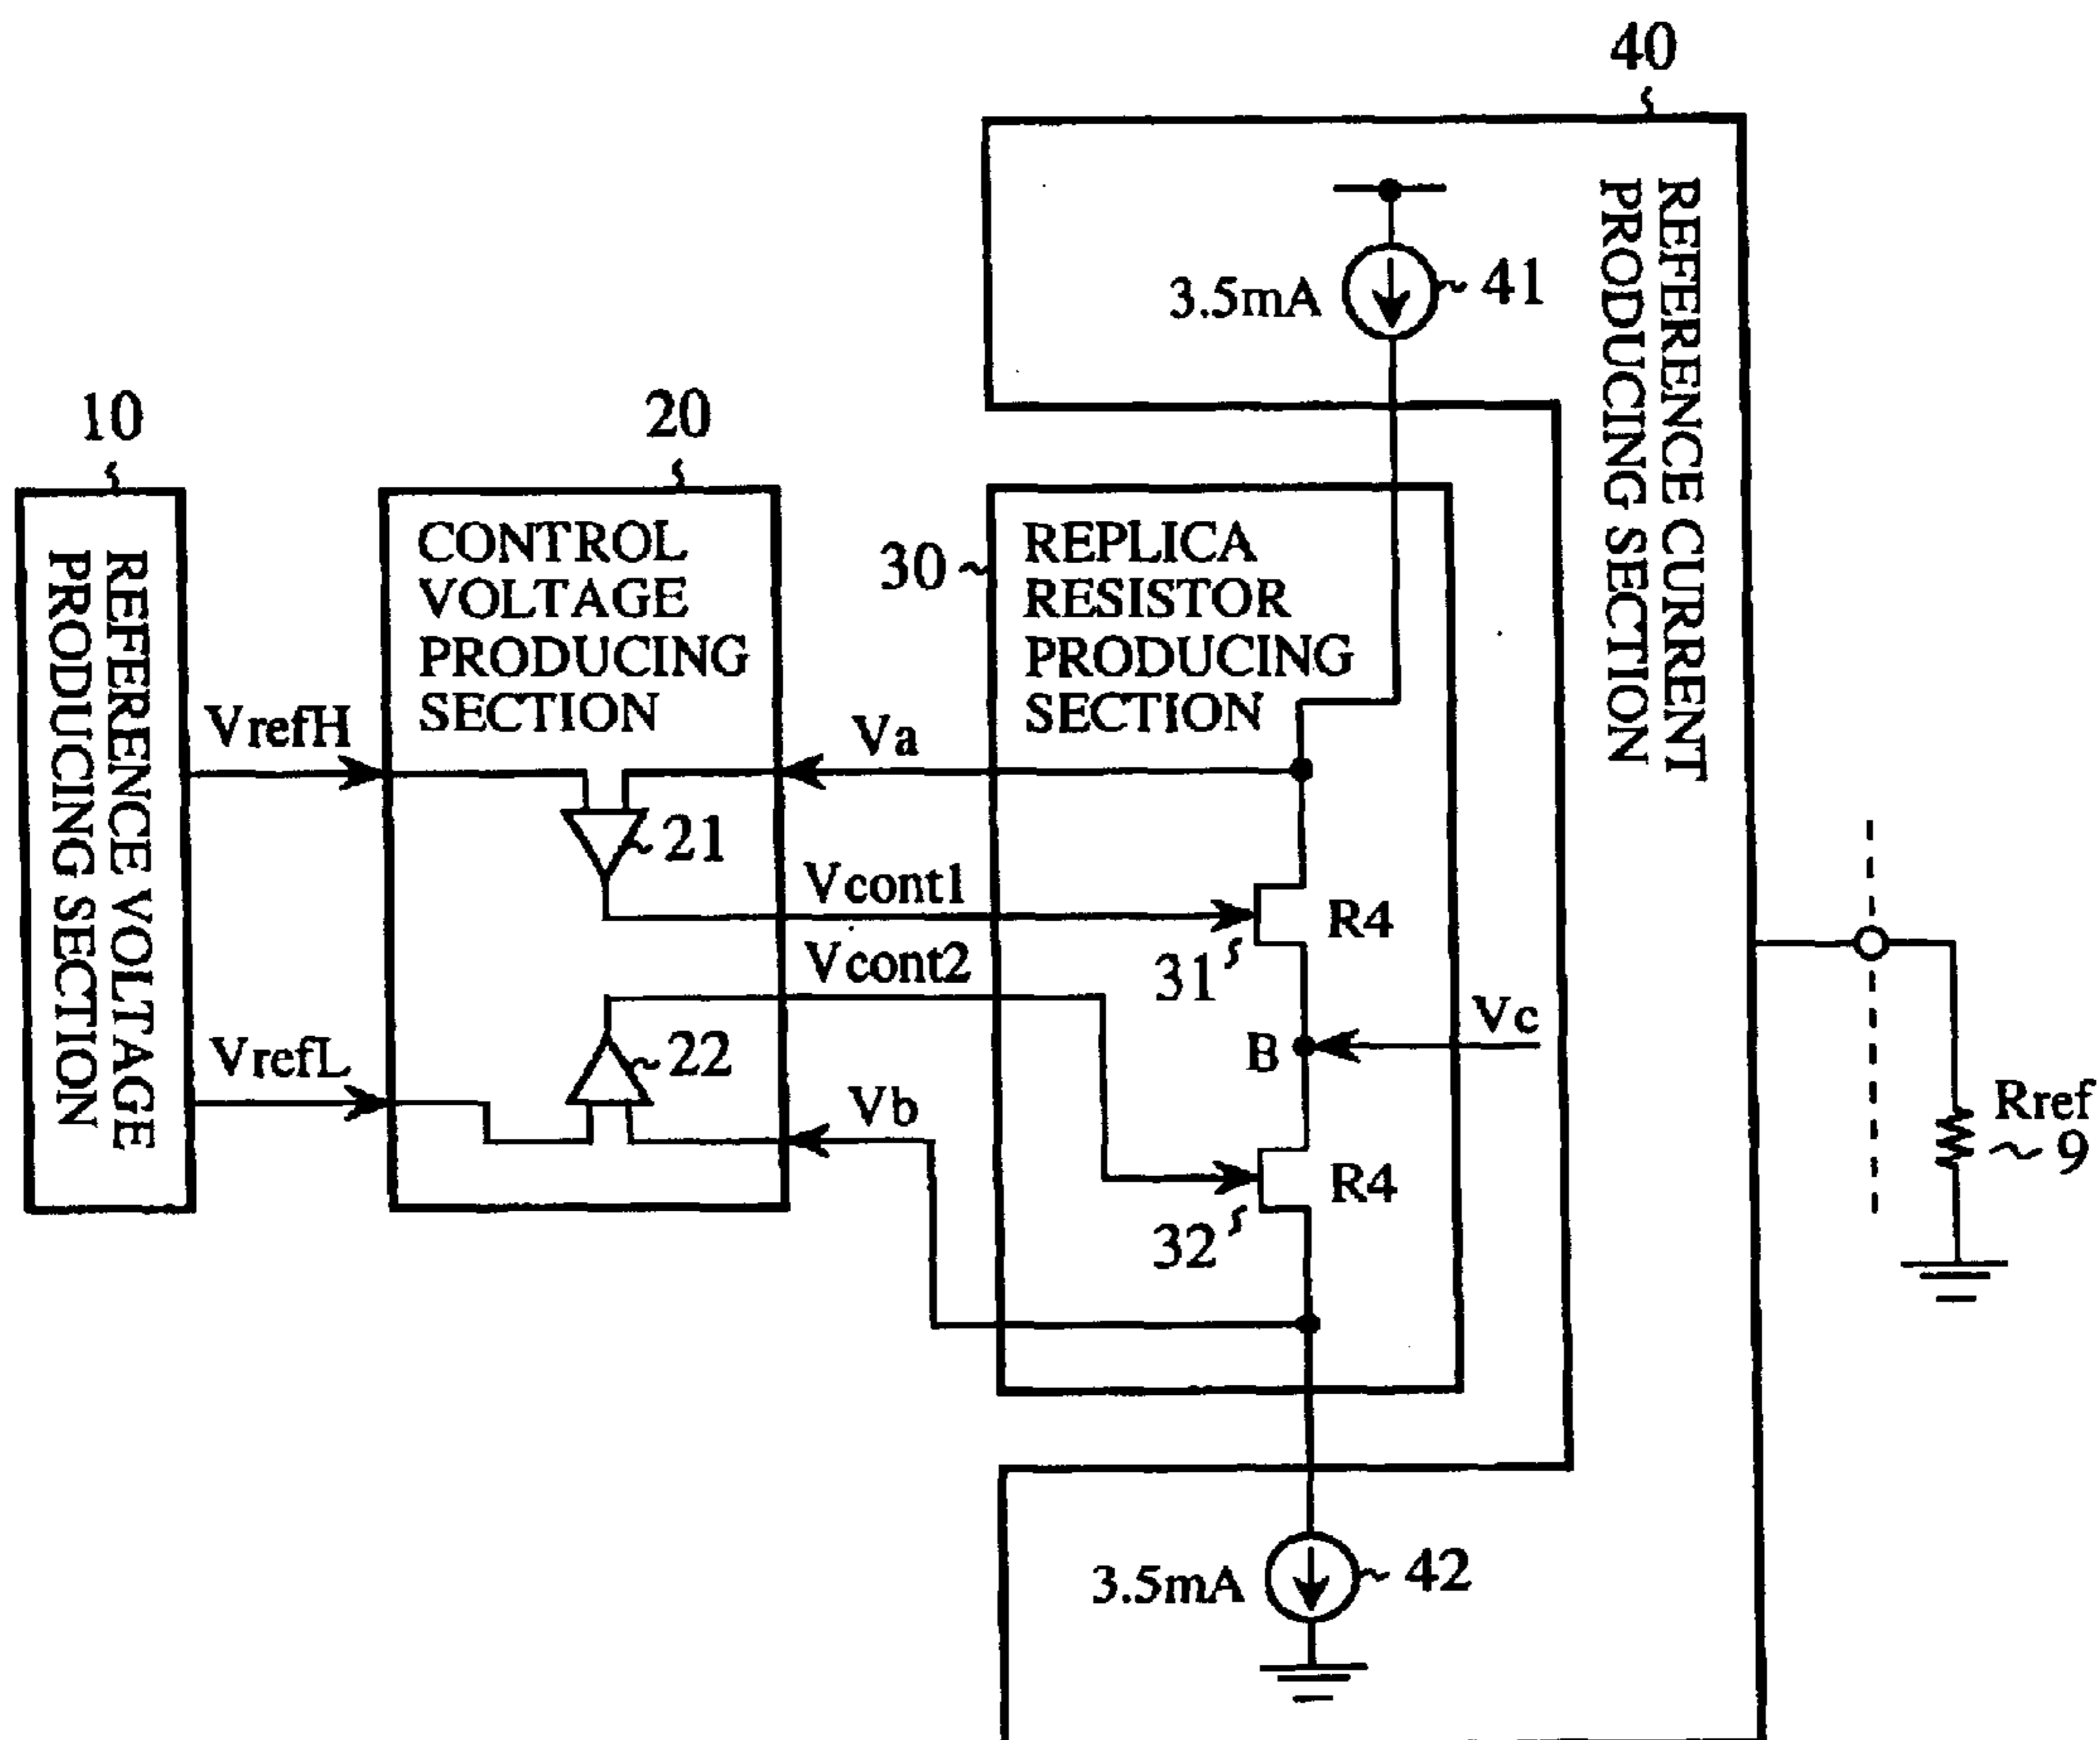 40
REFERENCE CURRENT
PRODUCING SECTION
3.5mA
41
10
20
REFERENCE VOLTAGE
PRODUCING SECTION
CONTROL
VOLTAGE
PRODUCING
SECTION
30
REPLICA
RESISTOR
PRODUCING
SECTION
VrefH
Va
21
Vcont1
R4
31
Vcont2
VrefL
22
Vb
B
Vc
R4
32
Rref
9
3.5mA
42